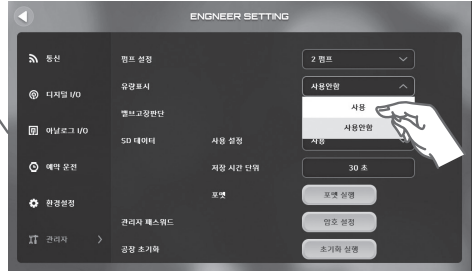 ENGNEER SETTING
통신
디지털 I/O
아날로그 I/O
예약 운전
환경설정
관리자
펌프 설정 2 펌프
유량표시 사용안함
사용
밸브고장판단 사용안함
SD 데이터 사용 설정 사용
저장 시간 단위 30 초
포맷 포맷 실행
관리자 패스워드 암호 설정
공장 초기화 초기화 실행